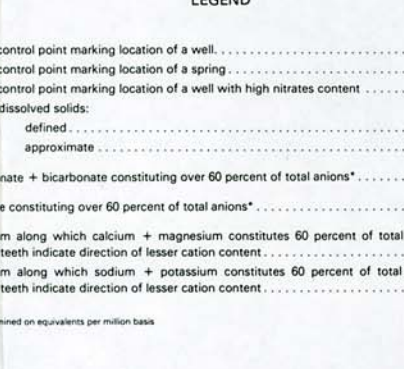 LEGEND
control point marking location of a well. . . . . . . . . . . . . . . . . . . . . . . . . . . . . .
control point marking location of a spring . . . . . . . . . . . . . . . . . . . . . . . . . . . .
control point marking location of a well with high nitrates content . . . . . .
dissolved solids:
defined . . . . . . . . . . . . . . . . . . . . . . . . . . . . . . . . . . . . . . . . . . . . . . . . . . . . .
approximate . . . . . . . . . . . . . . . . . . . . . . . . . . . . . . . . . . . . . . . . . . . . . . . .
nate + bicarbonate constituting over 60 percent of total anions* . . . . . . .
e constituting over 60 percent of total anions* . . . . . . . . . . . . . . . . . . . . . . .
m along which calcium + magnesium constitutes 60 percent of total
teeth indicate direction of lesser cation content . . . . . . . . . . . . . . . . . . . . . .
m along which sodium + potassium constitutes 60 percent of total
teeth indicate direction of lesser cation content . . . . . . . . . . . . . . . . . . . . . .
mined on equivalents per million basis